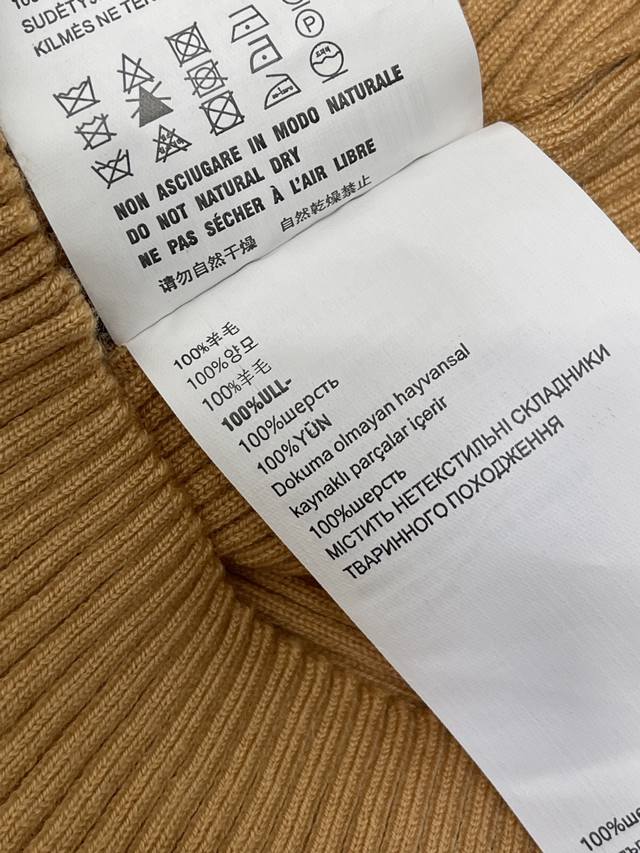 100
SUDĖTYJ
KILMĖS NE TEK
P
NON ASCIUGARE IN MODO NATURALE
DO NOT NATURAL DRY
NE PAS SÉCHER À L'AIR LIBRE
请勿自然干燥 自然乾燥禁止
100%羊毛
100%양모
100%羊毛
100%ULL-
100%шерсть
100%YÜN
Dokuma olmayan hayvansal
kaynaklı parçalar içerir
100%шерсть
МІСТИТЬ НЕТЕКСТИЛЬНІ СКЛАДНИКИ
ТВАРИННОГО ПОХОДЖЕННЯ
100%ше